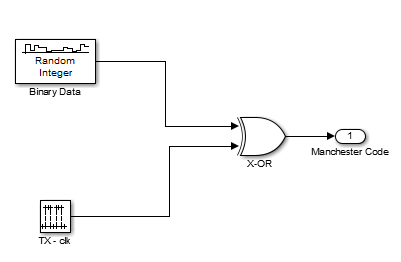 Random
Integer
Binary Data
1
X-OR
Manchester Code
TX - clk